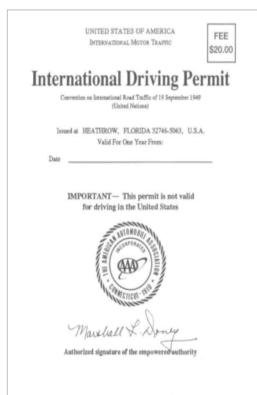 UNITED STATES OF AMERICA
INTERNATIONAL MOTOR TRAFFIC
FEE
$20.00
International Driving Permit
Convention on International Road Traffic of 19 September 1949
(United Nations)
Issued at HEATHROW, FLORIDA 32746-5063, U.S.A.
Valid For One Year From:
Date
IMPORTANT— This permit is not valid
for driving in the United States
THE AMERICAN AUTOMOBILE ASSOCIATION
INCORPORATED
AAA
CONNECTICUT·1910
Marshall L. Doney
Authorized signature of the empowered authority